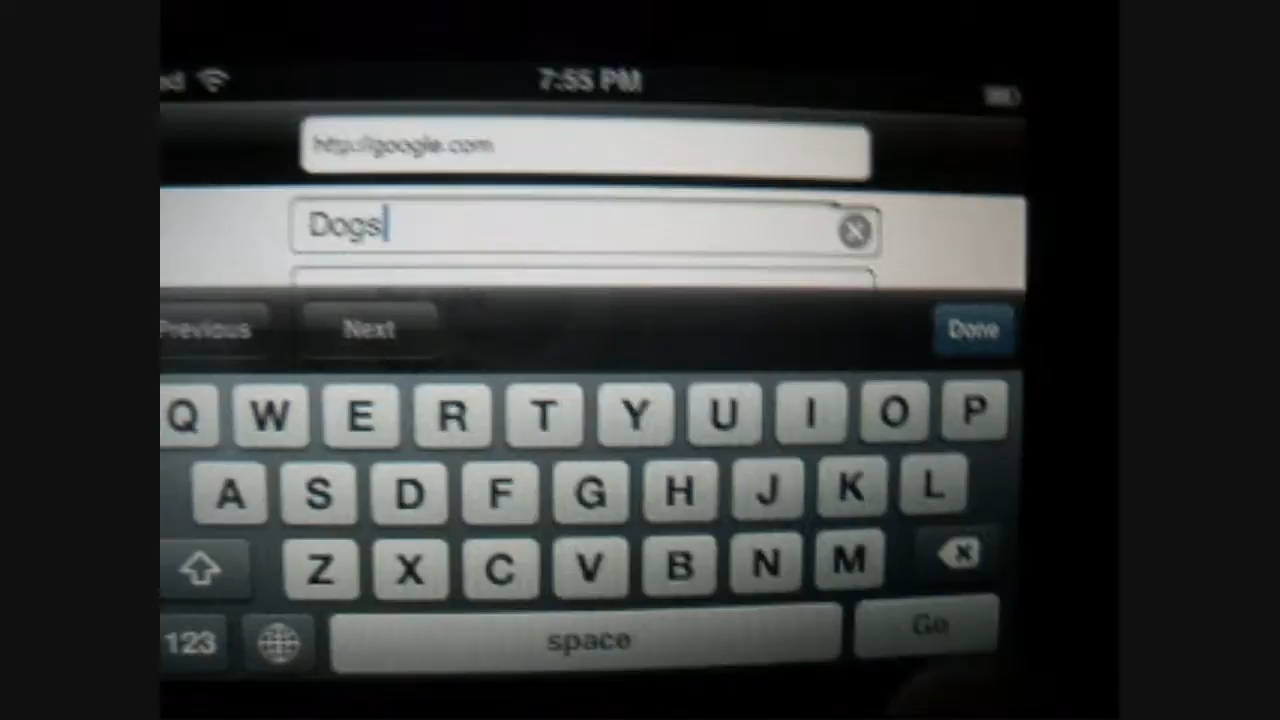 7:55 PM
http://google.com
Dogs
Previous Next Done
Q W E R T Y U I O P
A S D F G H J K L
Z X C V B N M
123 space Go